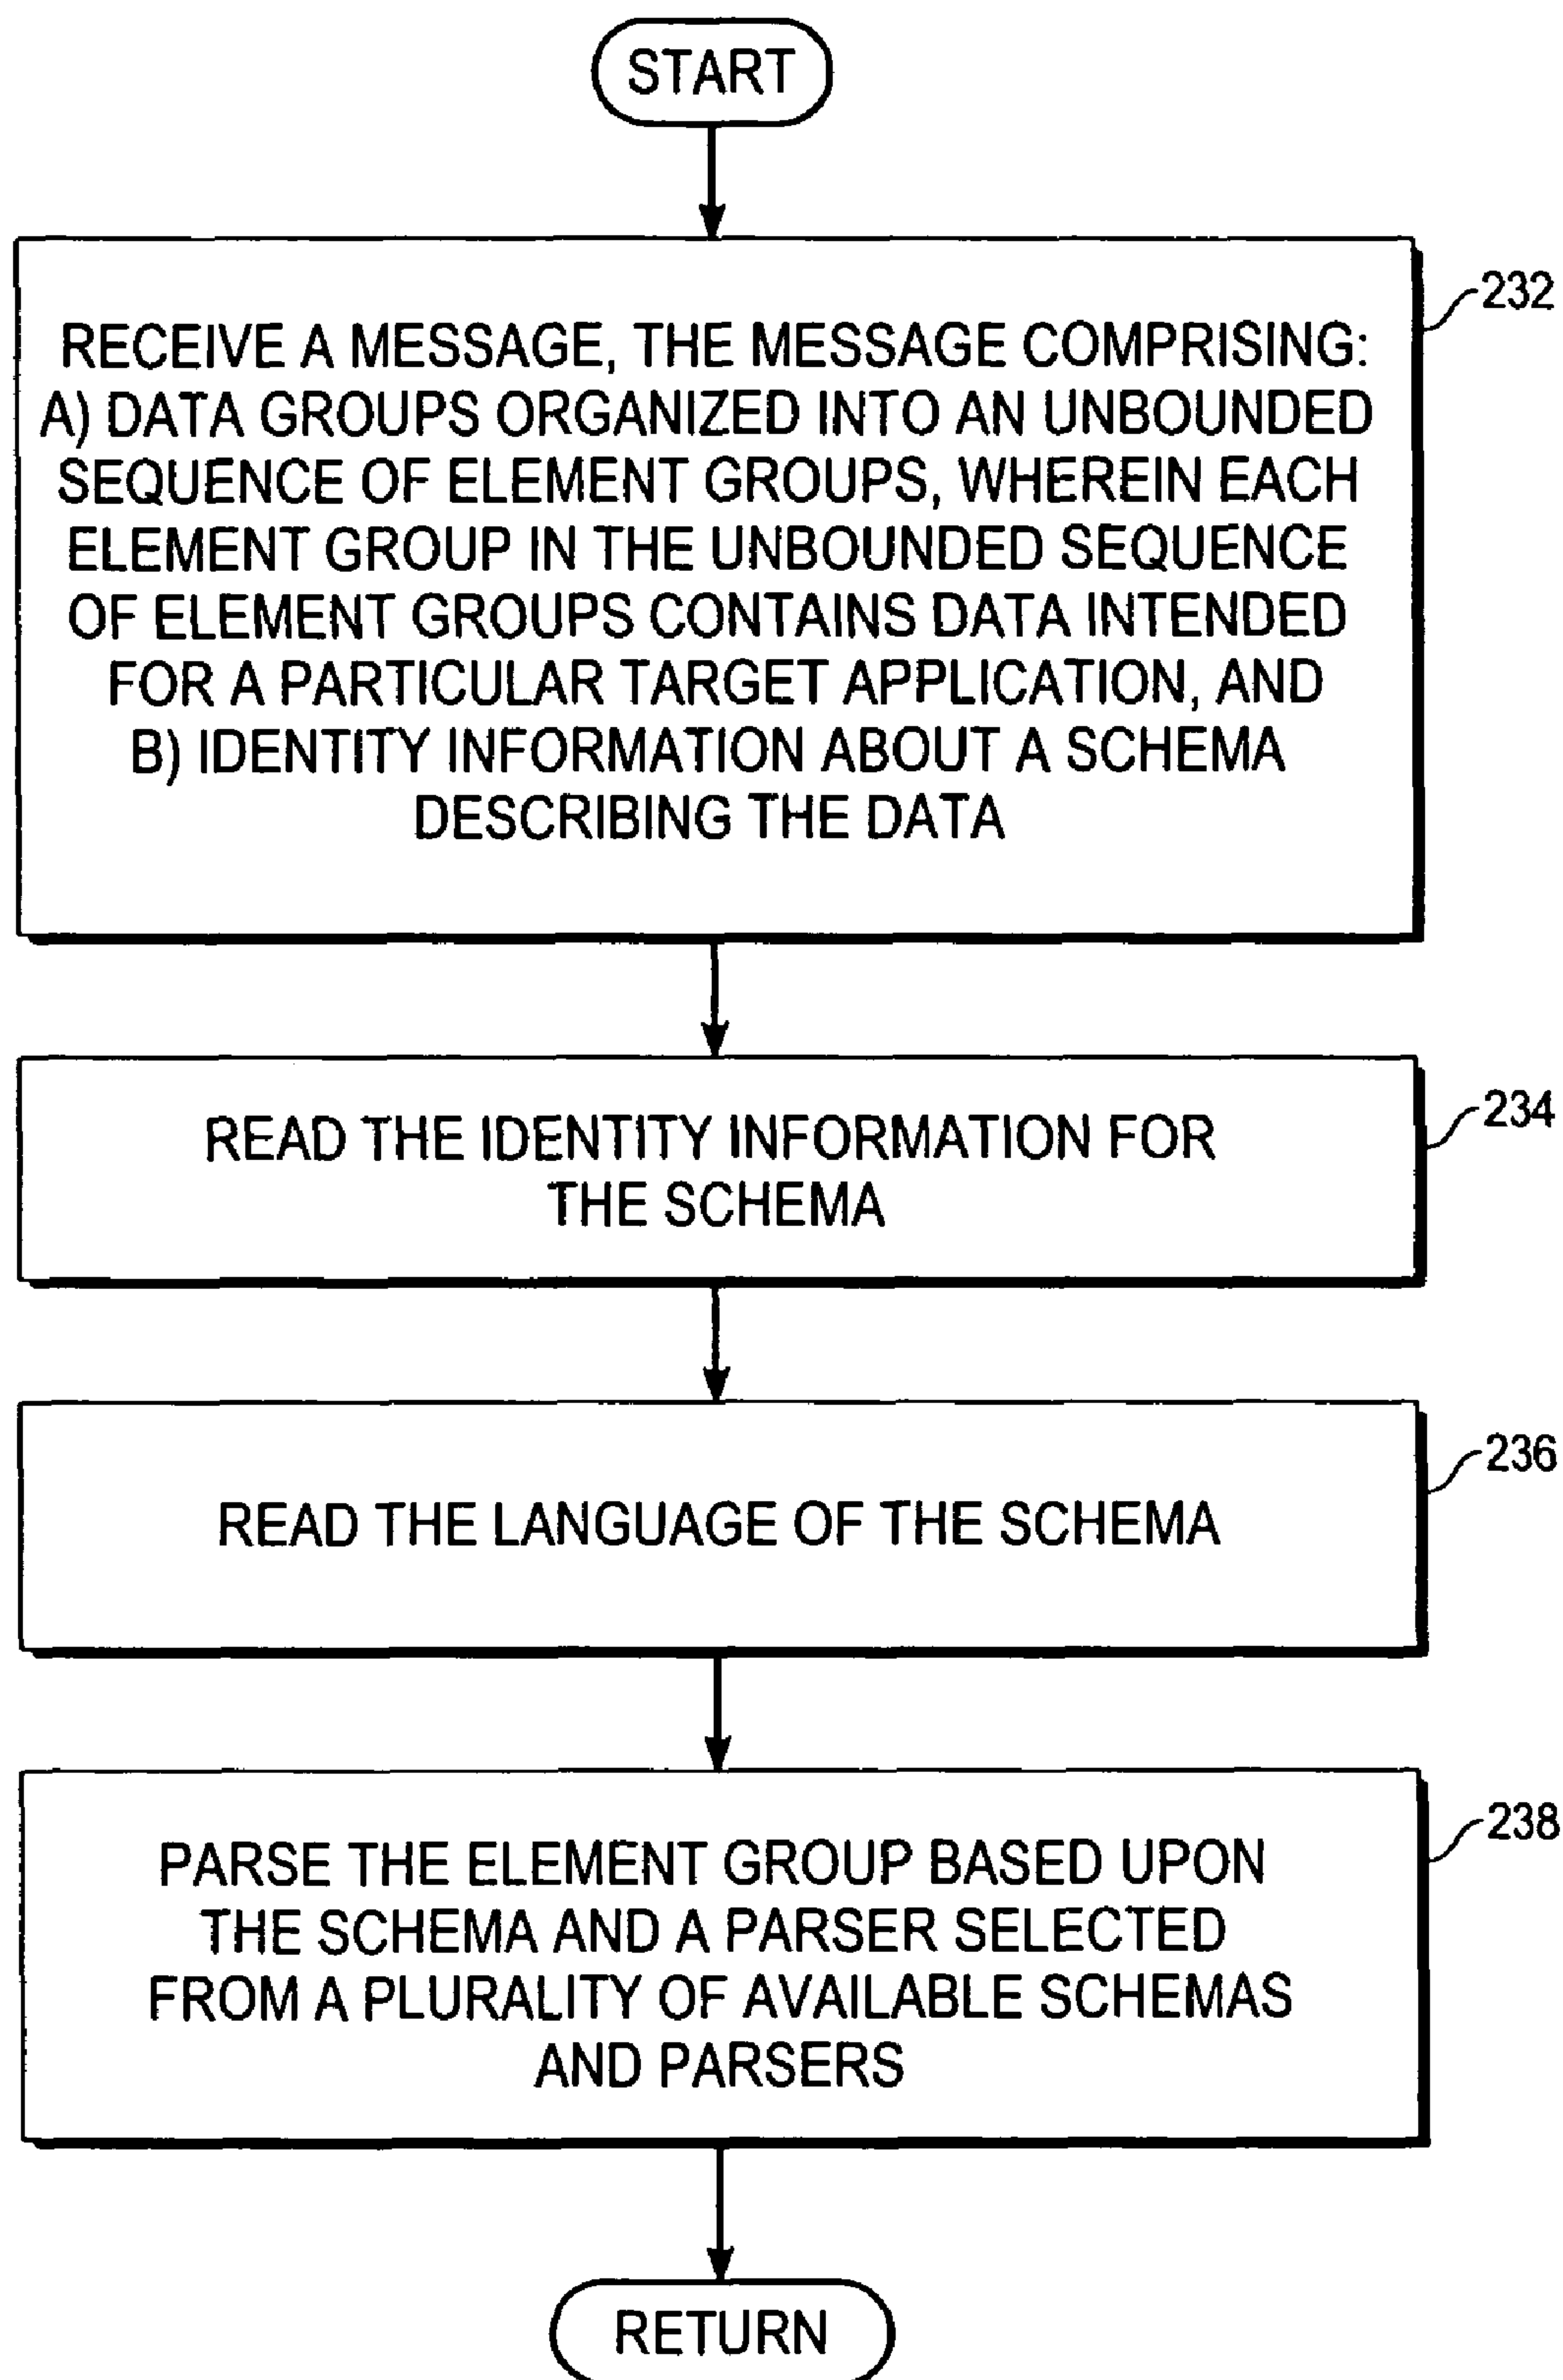 START
232
RECEIVE A MESSAGE, THE MESSAGE COMPRISING:
A) DATA GROUPS ORGANIZED INTO AN UNBOUNDED
SEQUENCE OF ELEMENT GROUPS, WHEREIN EACH
ELEMENT GROUP IN THE UNBOUNDED SEQUENCE
OF ELEMENT GROUPS CONTAINS DATA INTENDED
FOR A PARTICULAR TARGET APPLICATION, AND
B) IDENTITY INFORMATION ABOUT A SCHEMA
DESCRIBING THE DATA
234
READ THE IDENTITY INFORMATION FOR
THE SCHEMA
236
READ THE LANGUAGE OF THE SCHEMA
238
PARSE THE ELEMENT GROUP BASED UPON
THE SCHEMA AND A PARSER SELECTED
FROM A PLURALITY OF AVAILABLE SCHEMAS
AND PARSERS
RETURN